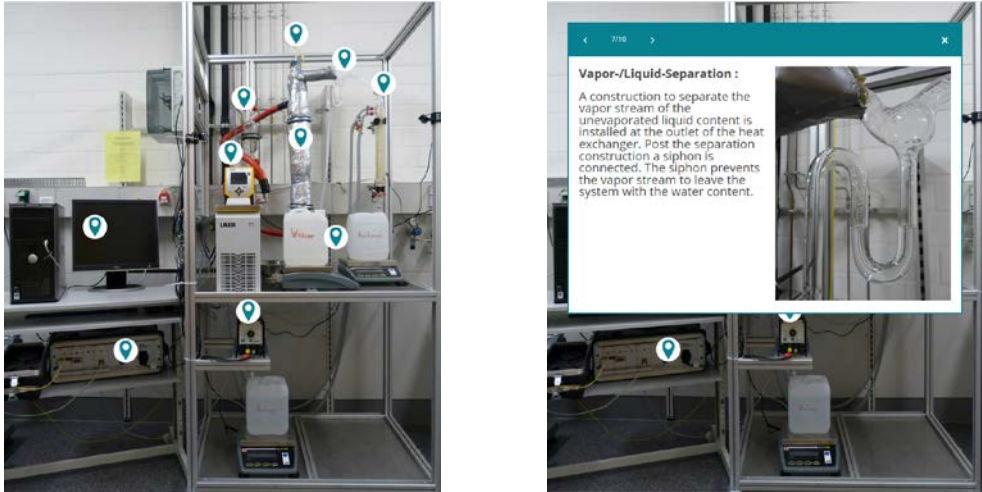 LAUDA
Wasser
7/10
Vapor-/Liquid-Separation :
A construction to separate the
vapor stream of the
unevaporated liquid content is
installed at the outlet of the heat
exchanger. Post the separation
construction a siphon is
connected. The siphon prevents
the vapor stream to leave the
system with the water content.